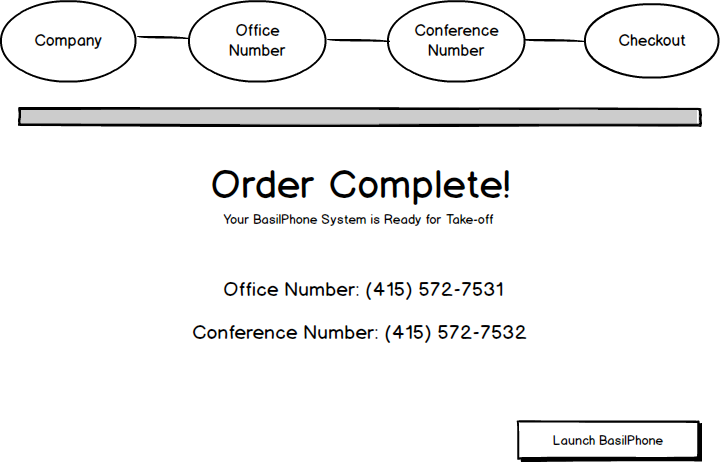 Company
Office
Number
Conference
Number
Checkout
Order Complete!
Your BasilPhone System is Ready for Take-off
Office Number: (415) 572-7531
Conference Number: (415) 572-7532
Launch BasilPhone